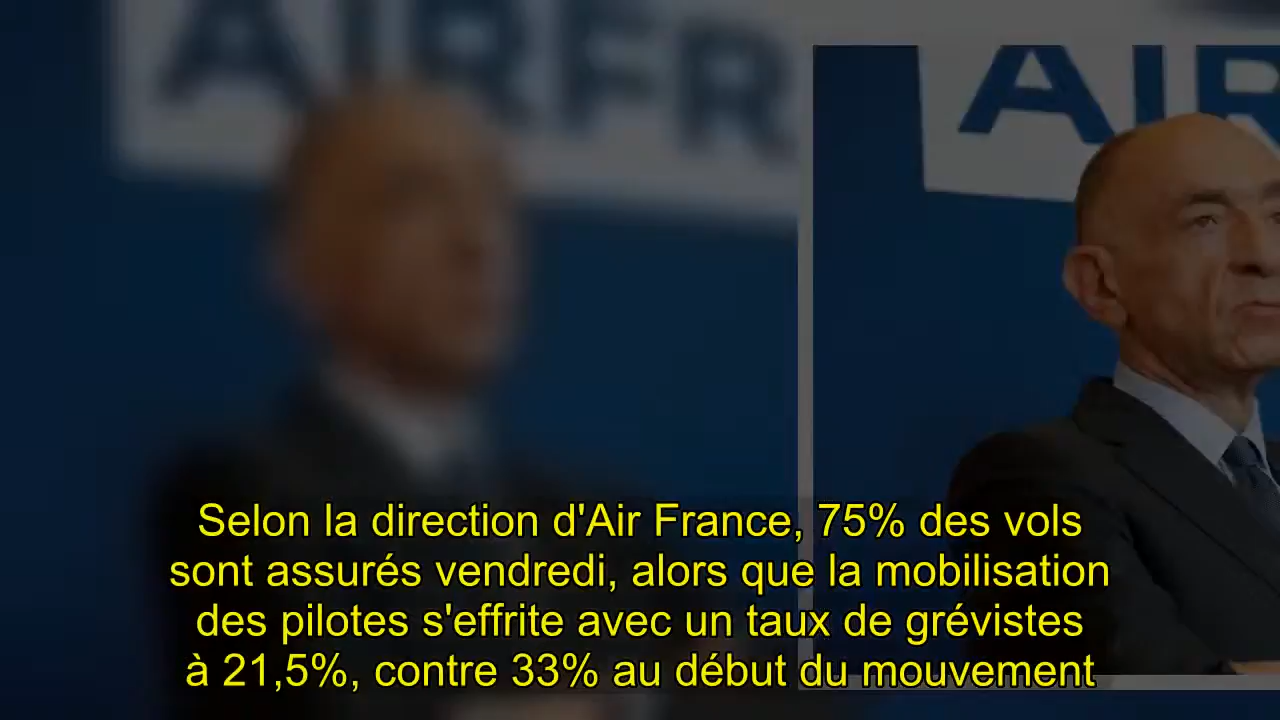 AIRFR
AIR
Selon la direction d'Air France, 75% des vols
sont assurés vendredi, alors que la mobilisation
des pilotes s'effrite avec un taux de grévistes
à 21,5%, contre 33% au début du mouvement